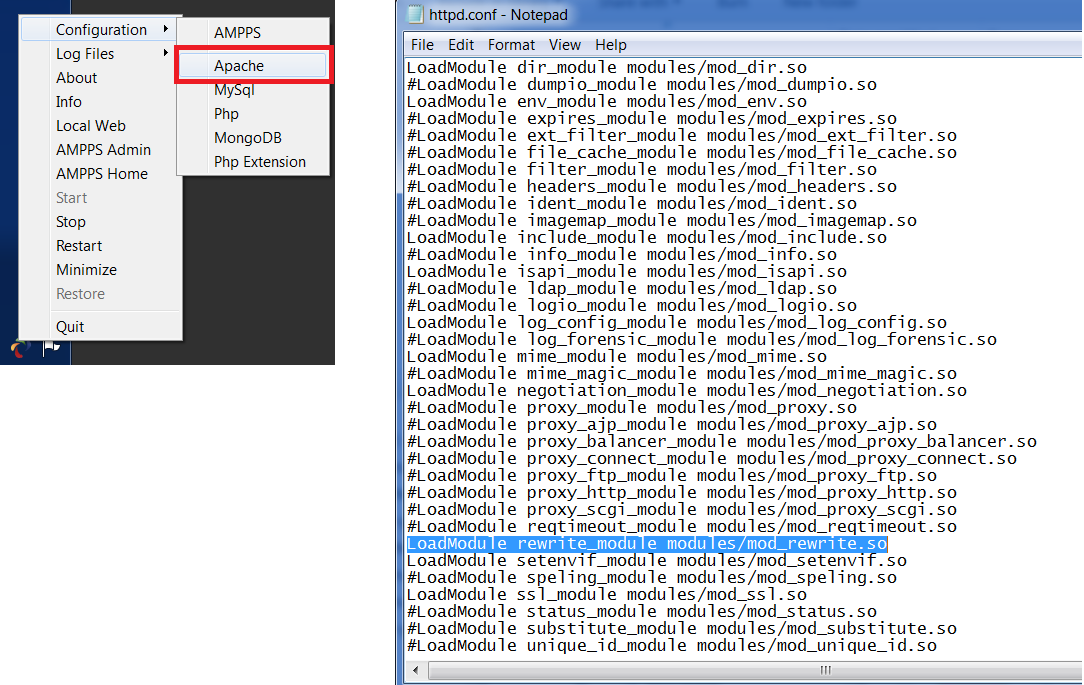 Configuration
Log Files
About
Info
Local Web
AMPPS Admin
AMPPS Home
Start
Stop
Restart
Minimize
Restore
Quit
AMPPS
Apache
MySql
Php
MongoDB
Php Extension
httpd.conf - Notepad
File Edit Format View Help
LoadModule dir_module modules/mod_dir.so
#LoadModule dumpio_module modules/mod_dumpio.so
LoadModule env_module modules/mod_env.so
#LoadModule expires_module modules/mod_expires.so
#LoadModule ext_filter_module modules/mod_ext_filter.so
#LoadModule file_cache_module modules/mod_file_cache.so
#LoadModule filter_module modules/mod_filter.so
#LoadModule headers_module modules/mod_headers.so
#LoadModule ident_module modules/mod_ident.so
#LoadModule imagemap_module modules/mod_imagemap.so
LoadModule include_module modules/mod_include.so
#LoadModule info_module modules/mod_info.so
LoadModule isapi_module modules/mod_isapi.so
#LoadModule ldap_module modules/mod_ldap.so
#LoadModule logio_module modules/mod_logio.so
LoadModule log_config_module modules/mod_log_config.so
#LoadModule log_forensic_module modules/mod_log_forensic.so
LoadModule mime_module modules/mod_mime.so
#LoadModule mime_magic_module modules/mod_mime_magic.so
LoadModule negotiation_module modules/mod_negotiation.so
#LoadModule proxy_module modules/mod_proxy.so
#LoadModule proxy_ajp_module modules/mod_proxy_ajp.so
#LoadModule proxy_balancer_module modules/mod_proxy_balancer.so
#LoadModule proxy_connect_module modules/mod_proxy_connect.so
#LoadModule proxy_ftp_module modules/mod_proxy_ftp.so
#LoadModule proxy_http_module modules/mod_proxy_http.so
#LoadModule proxy_scgi_module modules/mod_proxy_scgi.so
#LoadModule reqtimeout_module modules/mod_reqtimeout.so
LoadModule rewrite_module modules/mod_rewrite.so
LoadModule setenvif_module modules/mod_setenvif.so
#LoadModule speling_module modules/mod_speling.so
LoadModule ssl_module modules/mod_ssl.so
#LoadModule status_module modules/mod_status.so
#LoadModule substitute_module modules/mod_substitute.so
#LoadModule unique_id_module modules/mod_unique_id.so